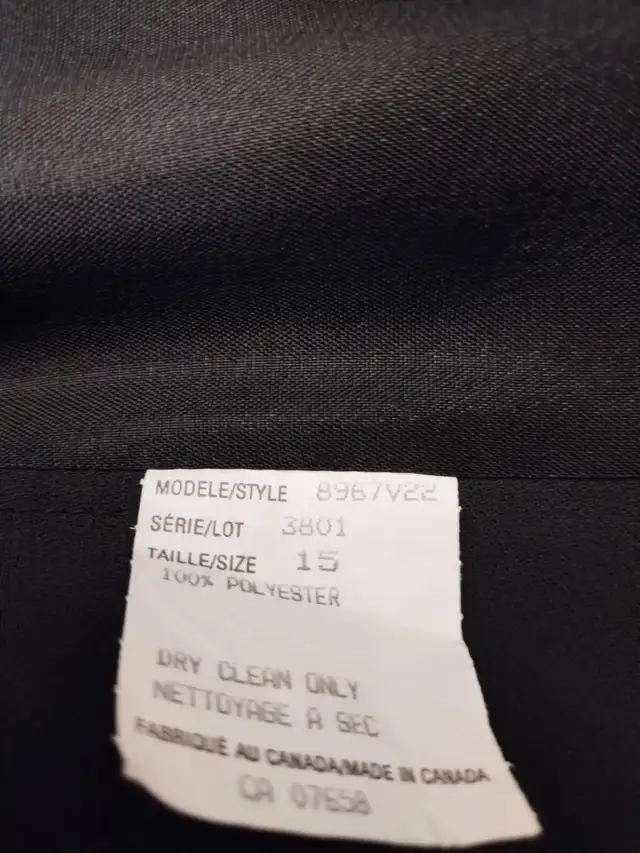 MODELE/STYLE 8967V22
SÉRIE/LOT 3801
TAILLE/SIZE 15
100% POLYESTER
DRY CLEAN ONLY
NETTOYAGE A SEC
FABRIQUÉ AU CANADA/MADE IN CANADA
CA 07658